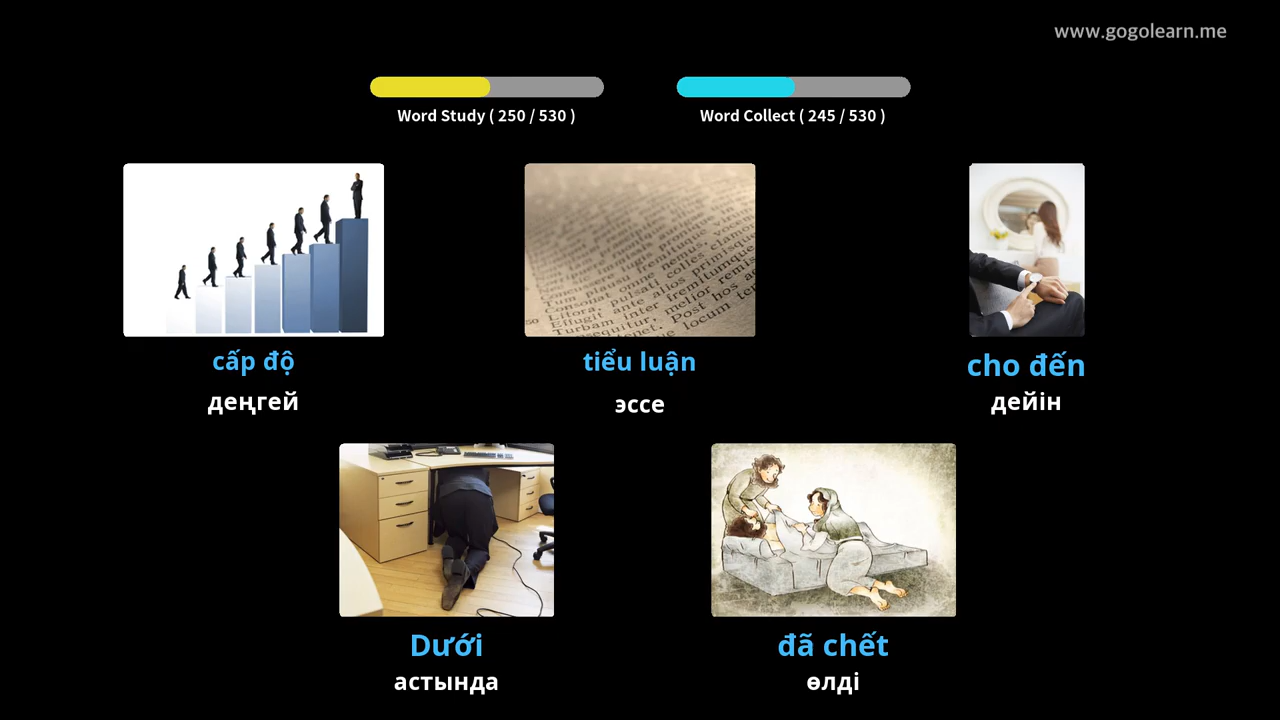 www.gogolearn.me
Word Study ( 250 / 530 )
Word Collect ( 245 / 530 )
cấp độ
деңгей
tiểu luận
эссе
cho đến
дейін
Dưới
астында
đã chết
өлді